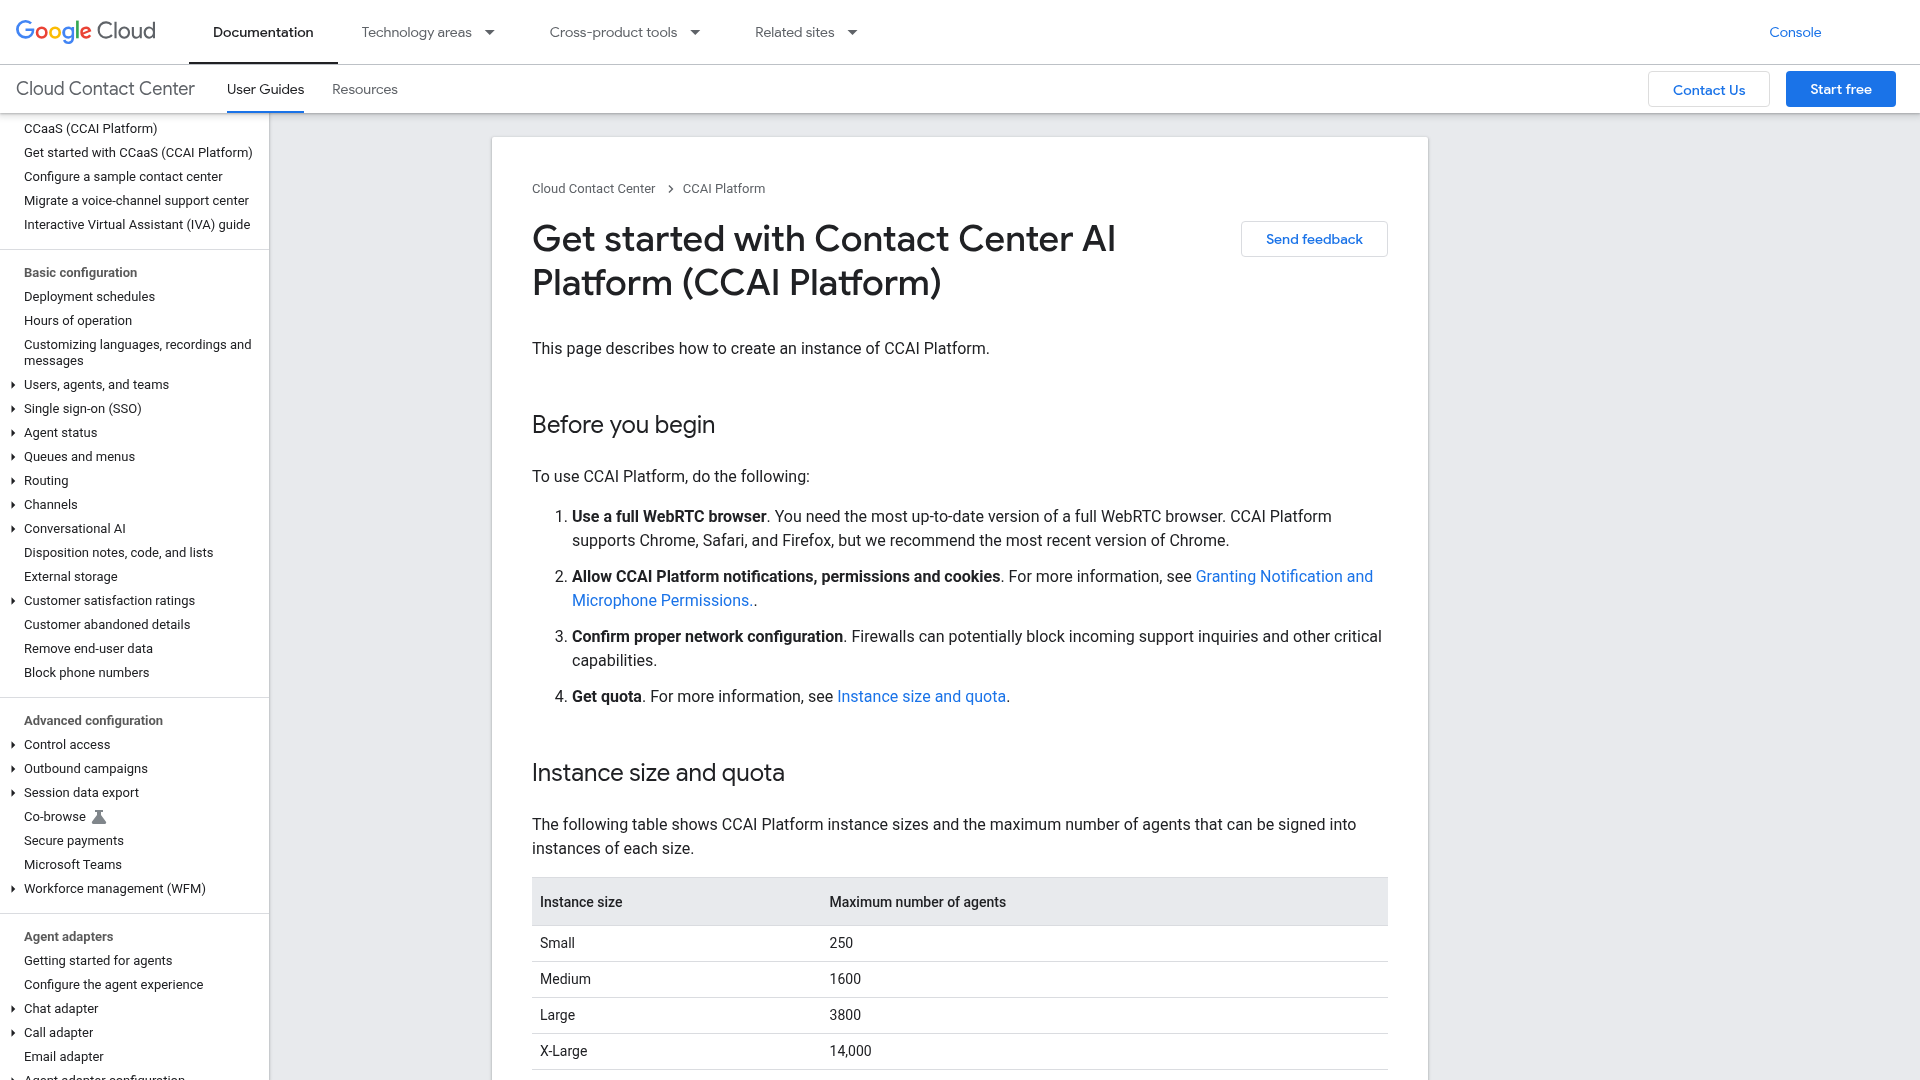 Google Cloud
Documentation
Technology areas
Cross-product tools
Related sites
Console
Cloud Contact Center
User Guides
Resources
Contact Us
Start free
CCaaS (CCAI Platform)
Get started with CCaaS (CCAI Platform)
Configure a sample contact center
Migrate a voice-channel support center
Interactive Virtual Assistant (IVA) guide
Basic configuration
Deployment schedules
Hours of operation
Customizing languages, recordings and
messages
Users, agents, and teams
Single sign-on (SSO)
Agent status
Queues and menus
Routing
Channels
Conversational AI
Disposition notes, code, and lists
External storage
Customer satisfaction ratings
Customer abandoned details
Remove end-user data
Block phone numbers
Advanced configuration
Control access
Outbound campaigns
Session data export
Co-browse
Secure payments
Microsoft Teams
Workforce management (WFM)
Agent adapters
Getting started for agents
Configure the agent experience
Chat adapter
Call adapter
Email adapter
Agent adapter configuration
Cloud Contact Center
CCAI Platform
Get started with Contact Center AI
Platform (CCAI Platform)
Send feedback
This page describes how to create an instance of CCAI Platform.
Before you begin
To use CCAI Platform, do the following:
1. Use a full WebRTC browser. You need the most up-to-date version of a full WebRTC browser. CCAI Platform
supports Chrome, Safari, and Firefox, but we recommend the most recent version of Chrome.
2. Allow CCAI Platform notifications, permissions and cookies. For more information, see Granting Notification and
Microphone Permissions..
3. Confirm proper network configuration. Firewalls can potentially block incoming support inquiries and other critical
capabilities.
4. Get quota. For more information, see Instance size and quota.
Instance size and quota
The following table shows CCAI Platform instance sizes and the maximum number of agents that can be signed into
instances of each size.
Instance size Maximum number of agents
Small 250
Medium 1600
Large 3800
X-Large 14,000